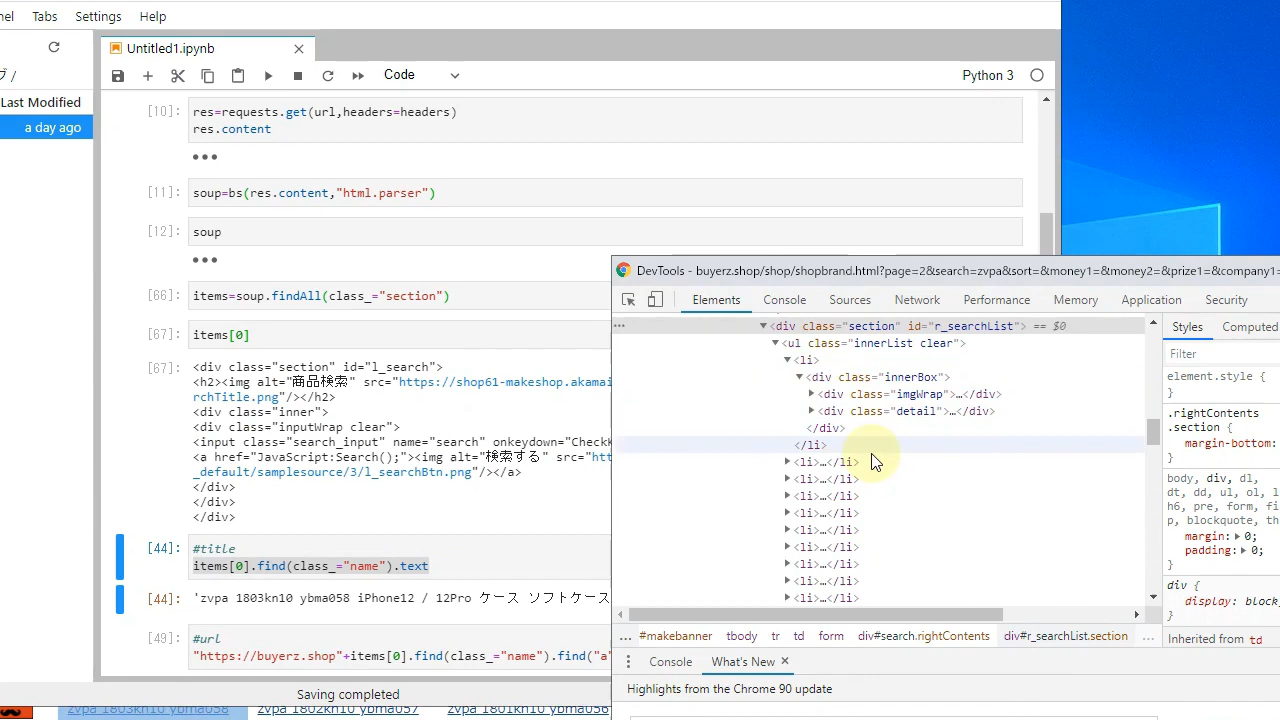 nel Tabs Settings Help
Untitled1.ipynb
Code
Python 3
ブ /
Last Modified
a day ago
[10]: res=requests.get(url,headers=headers)
res.content
•••
[11]: soup=bs(res.content,"html.parser")
[12]: soup
•••
[66]: items=soup.findAll(class_="section")
[67]: items[0]
[67]: <div class="section" id="l_search">
<h2><img alt="商品検索" src="https://shop61-makeshop.akamai
rchTitle.png"/></h2>
<div class="inner">
<div class="inputWrap clear">
<input class="search_input" name="search" onkeydown="CheckK
<a href="JavaScript:Search();"><img alt="検索する" src="ht
_default/samplesource/3/l_searchBtn.png"/></a>
</div>
</div>
</div>
[44]: #title
items[0].find(class_="name").text
[44]: 'zvpa 1803kn10 ybma058 iPhone12 / 12Pro ケース ソフトケース
[49]: #url
"https://buyerz.shop"+items[0].find(class_="name").find("a"
Saving completed
zvpa 1803kn10 ybma058 zvpa 1802kn10 ybma057 zvpa 1801kn10 ybma056
DevTools - buyerz.shop/shop/shopbrand.html?page=2&search=zvpa&sort=&money1=&money2=&prize1=&company1=
Elements Console Sources Network Performance Memory Application Security
… <div class="section" id="r_searchList"> == $0
<ul class="innerList clear">
<li>
<div class="innerBox">
<div class="imgWrap">…</div>
<div class="detail">…</div>
</div>
</li>
<li>…</li>
<li>…</li>
<li>…</li>
<li>…</li>
<li>…</li>
<li>…</li>
<li>…</li>
<li>…</li>
<li>…</li>
… #makebanner tbody tr td form div#search.rightContents div#r_searchList.section …
Console What's New ×
Highlights from the Chrome 90 update
Styles Computed
Filter
element.style {
}
.rightContents
.section {
margin-bottom:
}
body, div, dl,
dt, dd, ul, ol, l
h6, pre, form, fi
p, blockquote, th
margin: 0;
padding: 0;
}
div {
display: block
}
Inherited from td